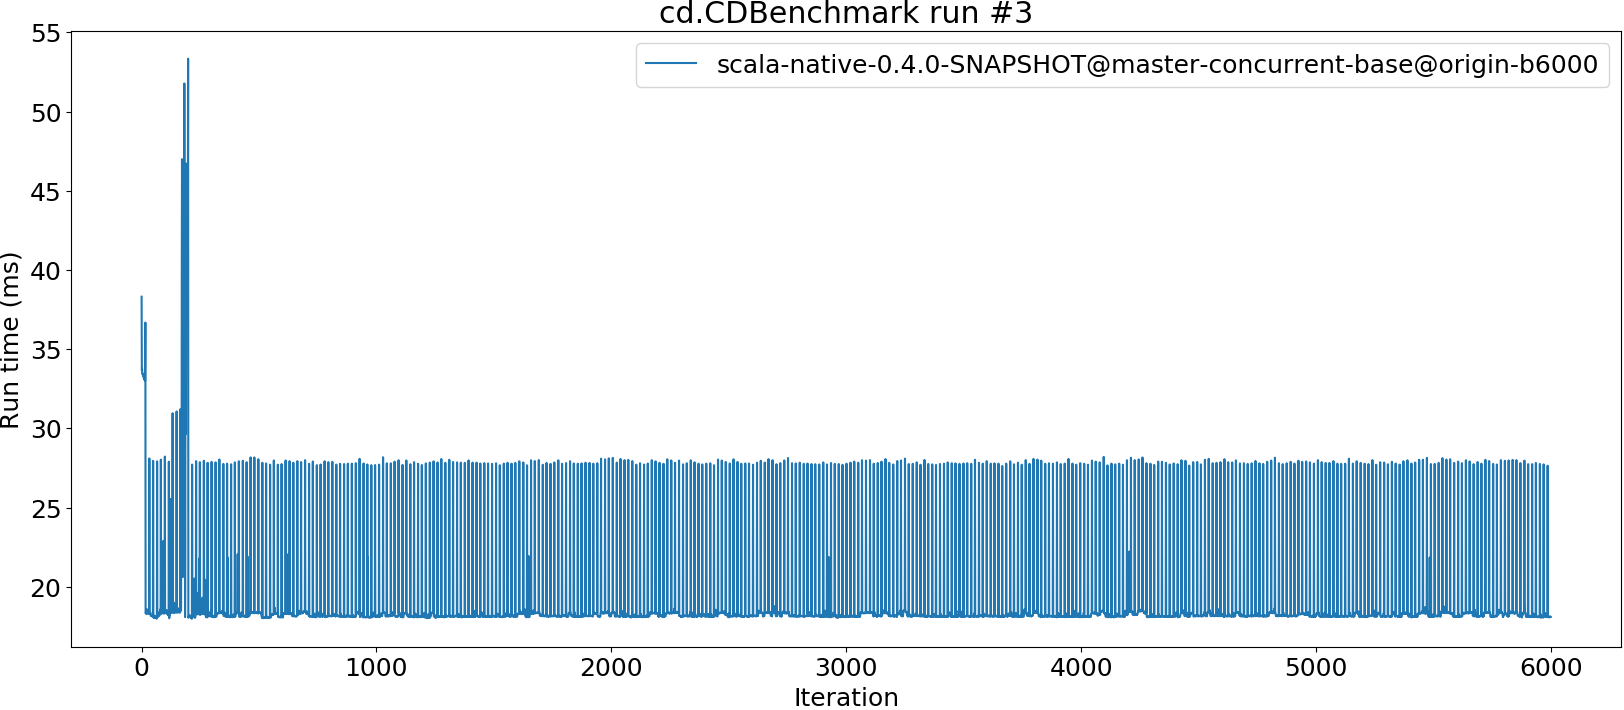 cd.CDBenchmark run #3
scala-native-0.4.0-SNAPSHOT@master-concurrent-base@origin-b6000
Run time (ms)
55
50
45
40
35
30
25
20
0 1000 2000 3000 4000 5000 6000
Iteration